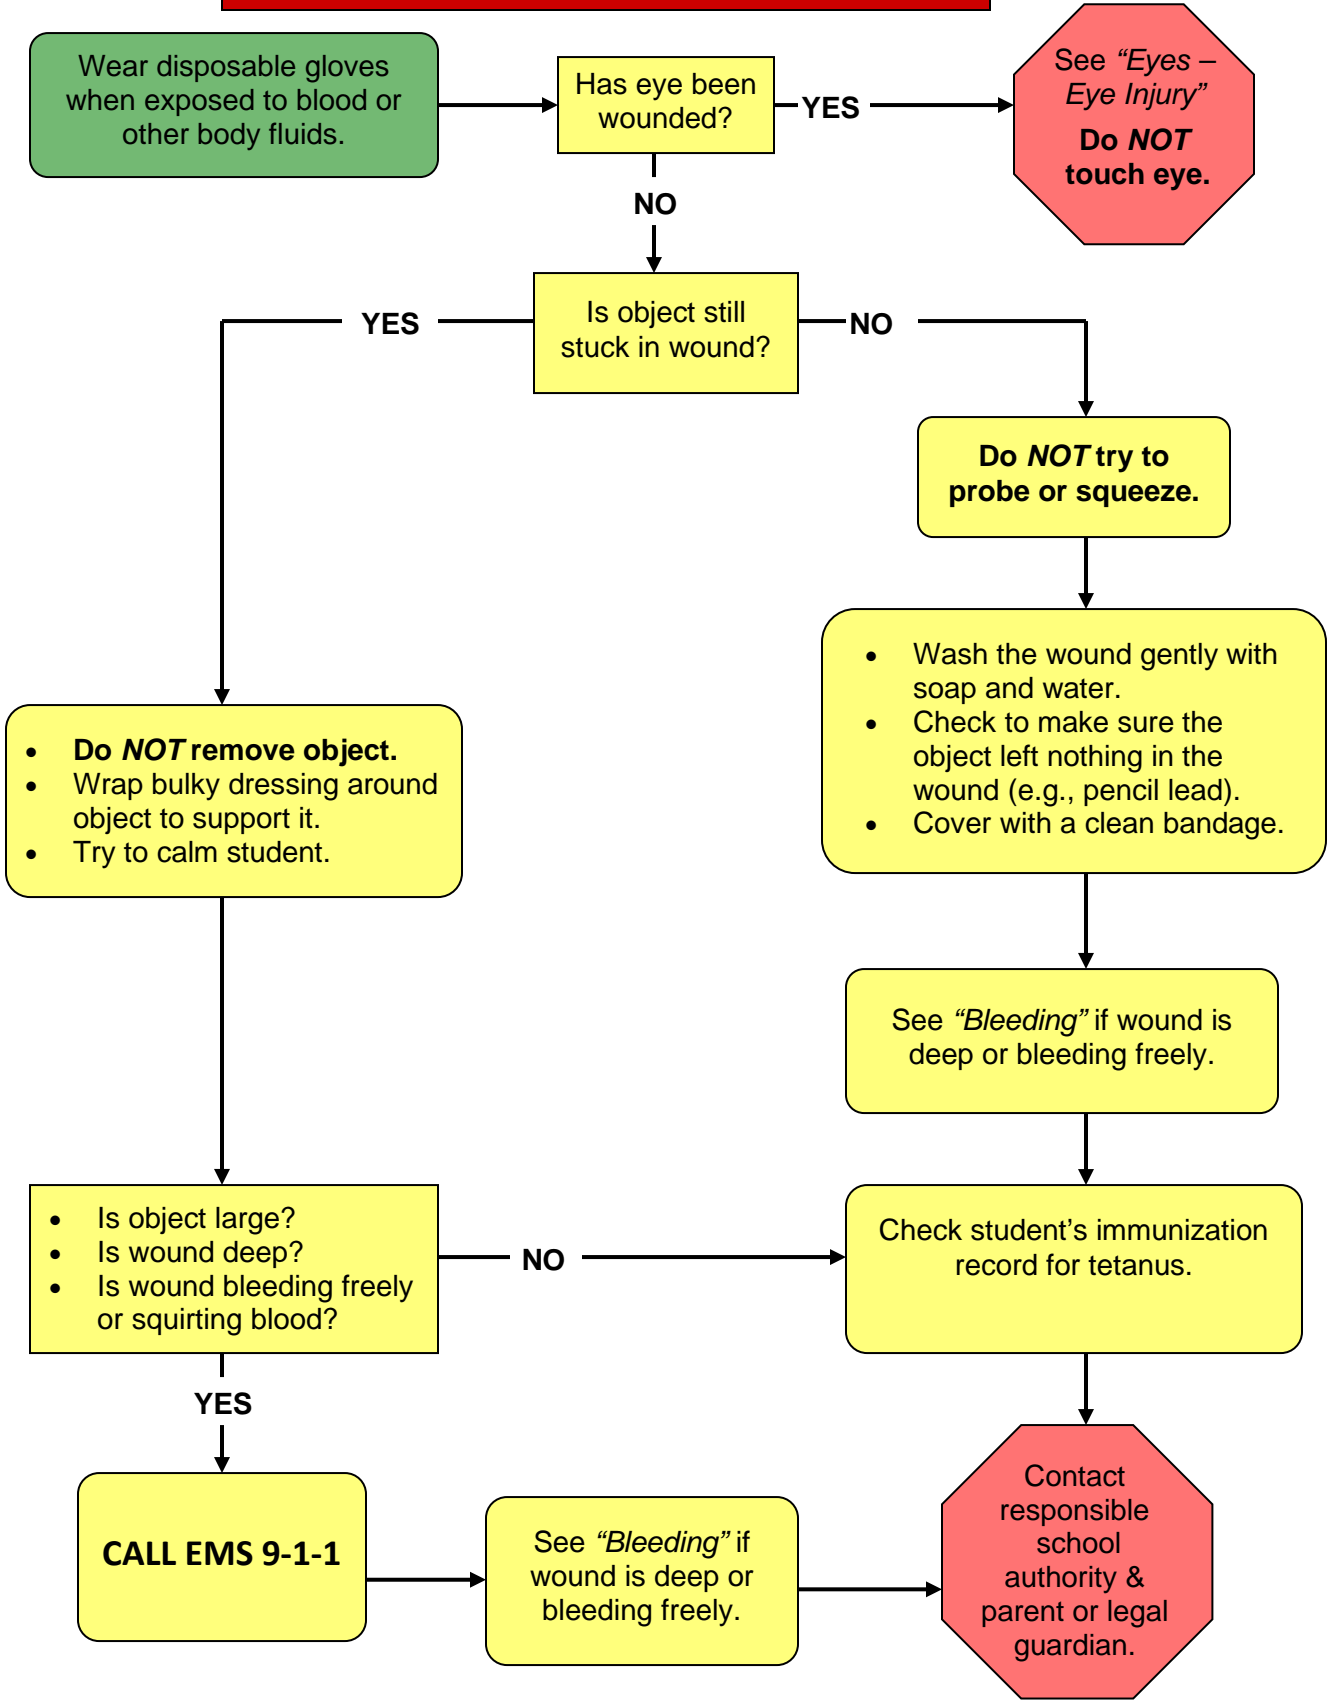 Wear disposable gloves
when exposed to blood or
other body fluids.
Has eye been
wounded?
YES
See “Eyes –
Eye Injury”
Do NOT
touch eye.
NO
Is object still
stuck in wound?
YES
NO
Do NOT try to
probe or squeeze.
• Wash the wound gently with
soap and water.
• Check to make sure the
object left nothing in the
wound (e.g., pencil lead).
• Cover with a clean bandage.
• Do NOT remove object.
• Wrap bulky dressing around
object to support it.
• Try to calm student.
See “Bleeding” if wound is
deep or bleeding freely.
• Is object large?
• Is wound deep?
• Is wound bleeding freely
or squirting blood?
NO
Check student’s immunization
record for tetanus.
YES
CALL EMS 9-1-1
See “Bleeding” if
wound is deep or
bleeding freely.
Contact
responsible
school
authority &
parent or legal
guardian.